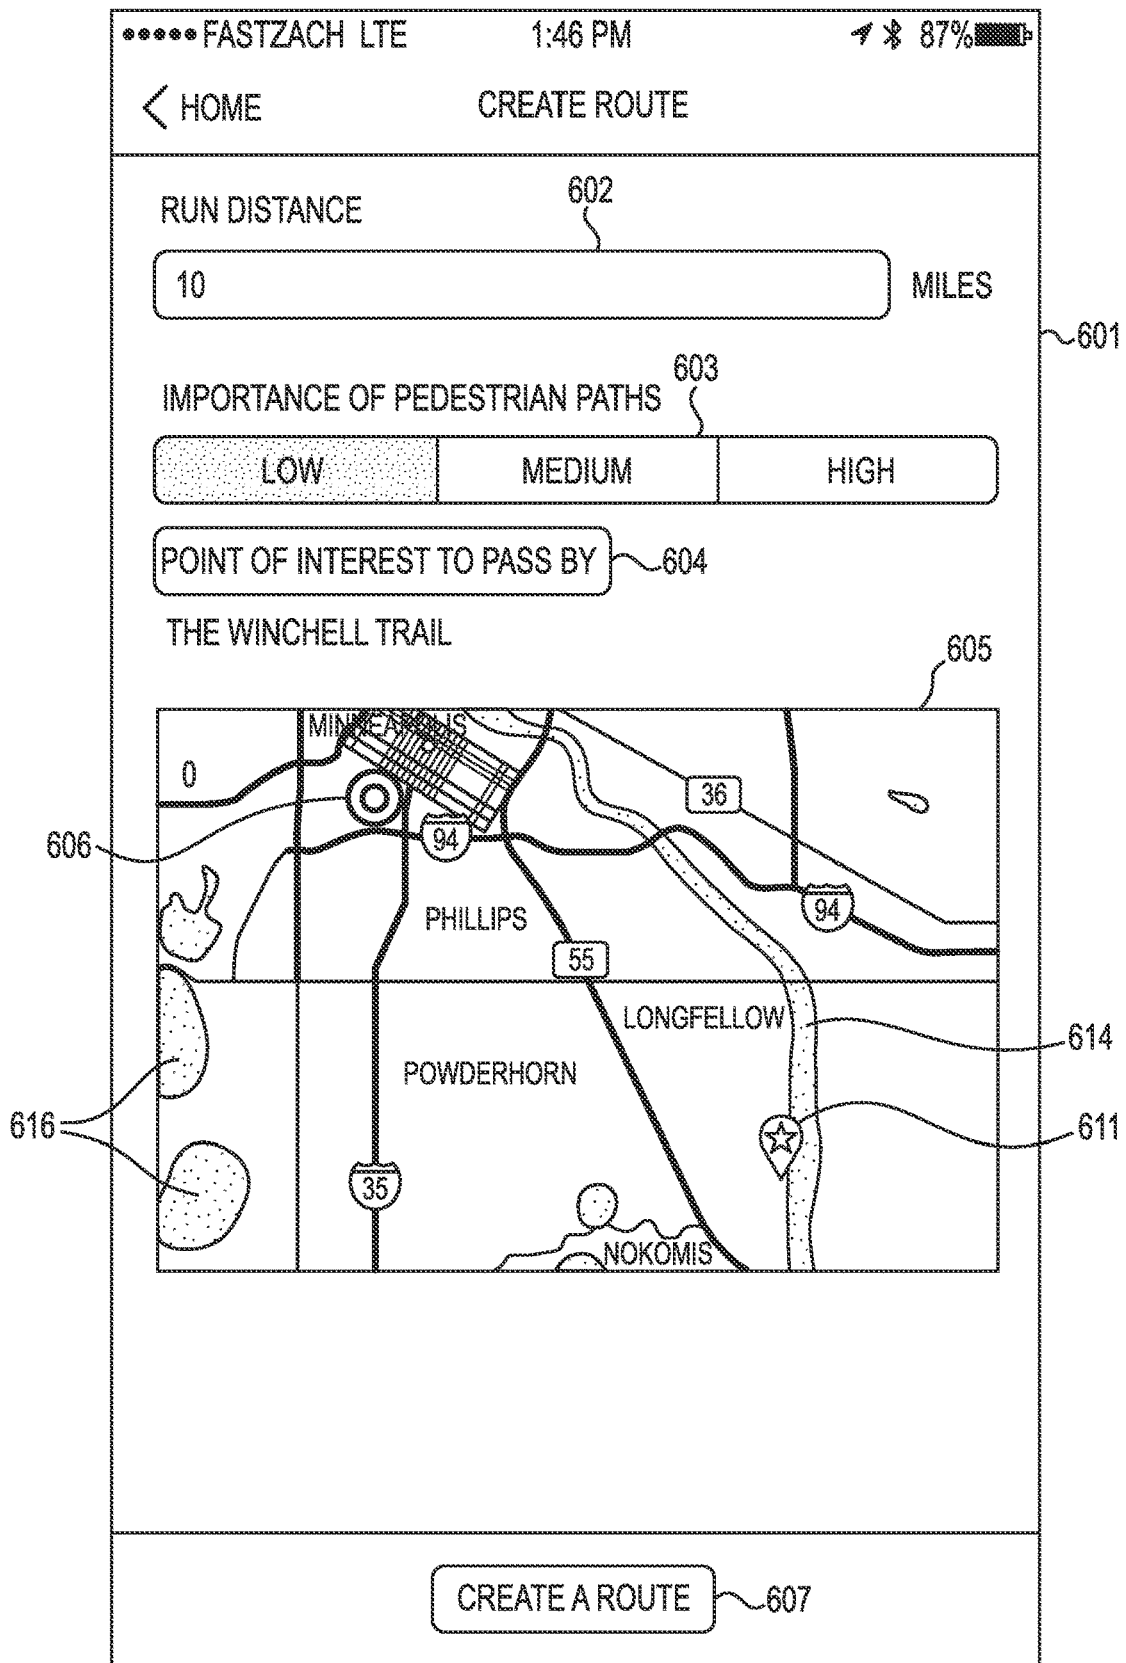 FASTZACH LTE 1:46 PM 87%
HOME CREATE ROUTE
602
RUN DISTANCE
10 MILES
601
603
IMPORTANCE OF PEDESTRIAN PATHS
LOW MEDIUM HIGH
POINT OF INTEREST TO PASS BY 604
THE WINCHELL TRAIL
605
MINNEAPOLIS
0
36
606
94
94
PHILLIPS
55
LONGFELLOW
614
POWDERHORN
616
611
35
NOKOMIS
CREATE A ROUTE 607